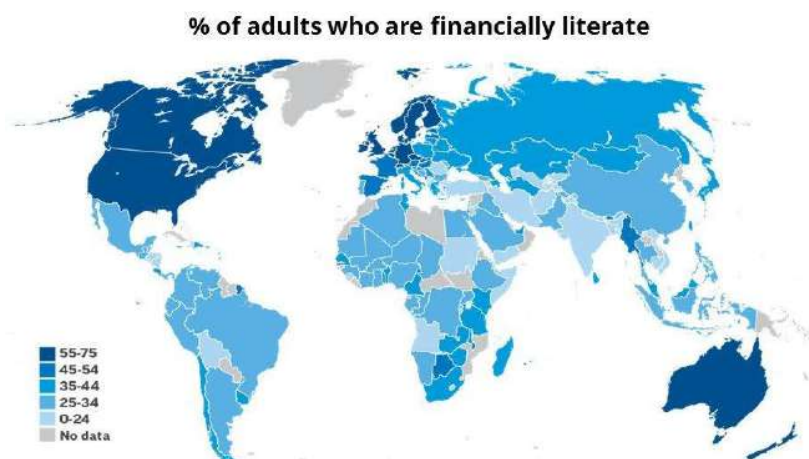 % of adults who are financially literate
55-75
45-54
35-44
25-34
0-24
No data